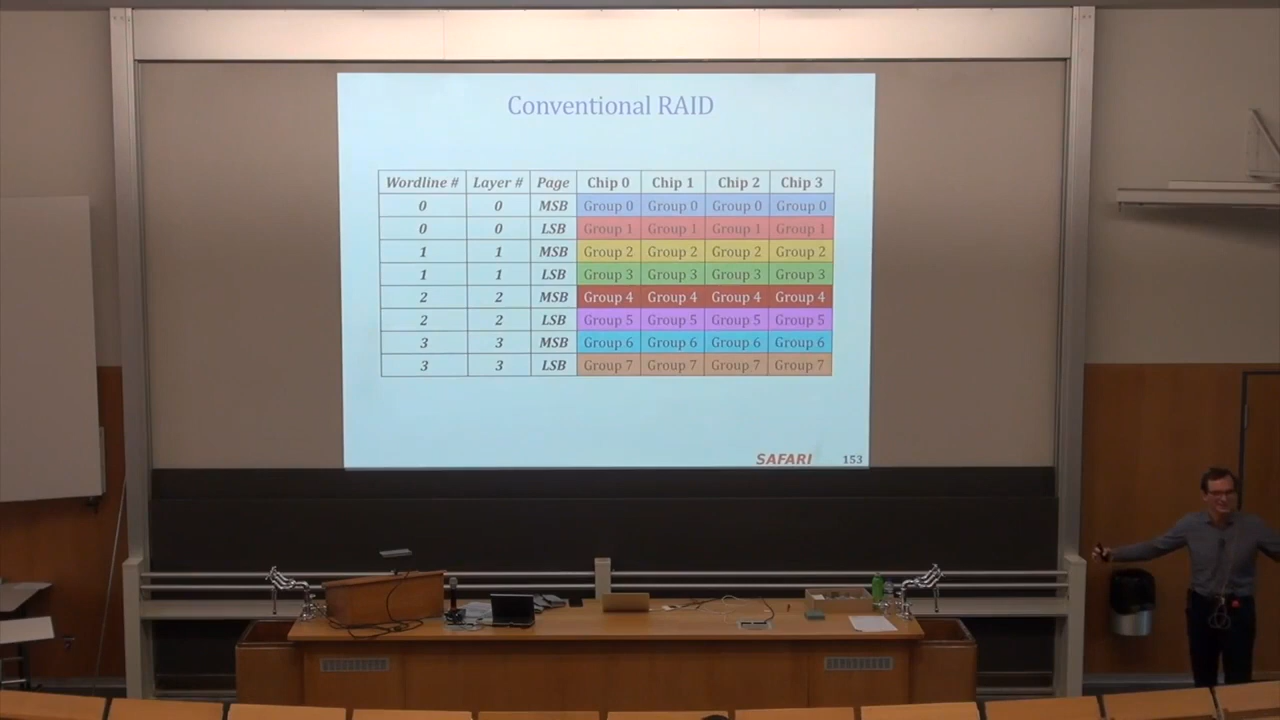 Conventional RAID
Wordline # Layer # Page Chip 0 Chip 1 Chip 2 Chip 3
0 0 MSB Group 0 Group 0 Group 0 Group 0
0 0 LSB Group 1 Group 1 Group 1 Group 1
1 1 MSB Group 2 Group 2 Group 2 Group 2
1 1 LSB Group 3 Group 3 Group 3 Group 3
2 2 MSB Group 4 Group 4 Group 4 Group 4
2 2 LSB Group 5 Group 5 Group 5 Group 5
3 3 MSB Group 6 Group 6 Group 6 Group 6
3 3 LSB Group 7 Group 7 Group 7 Group 7
SAFARI 153